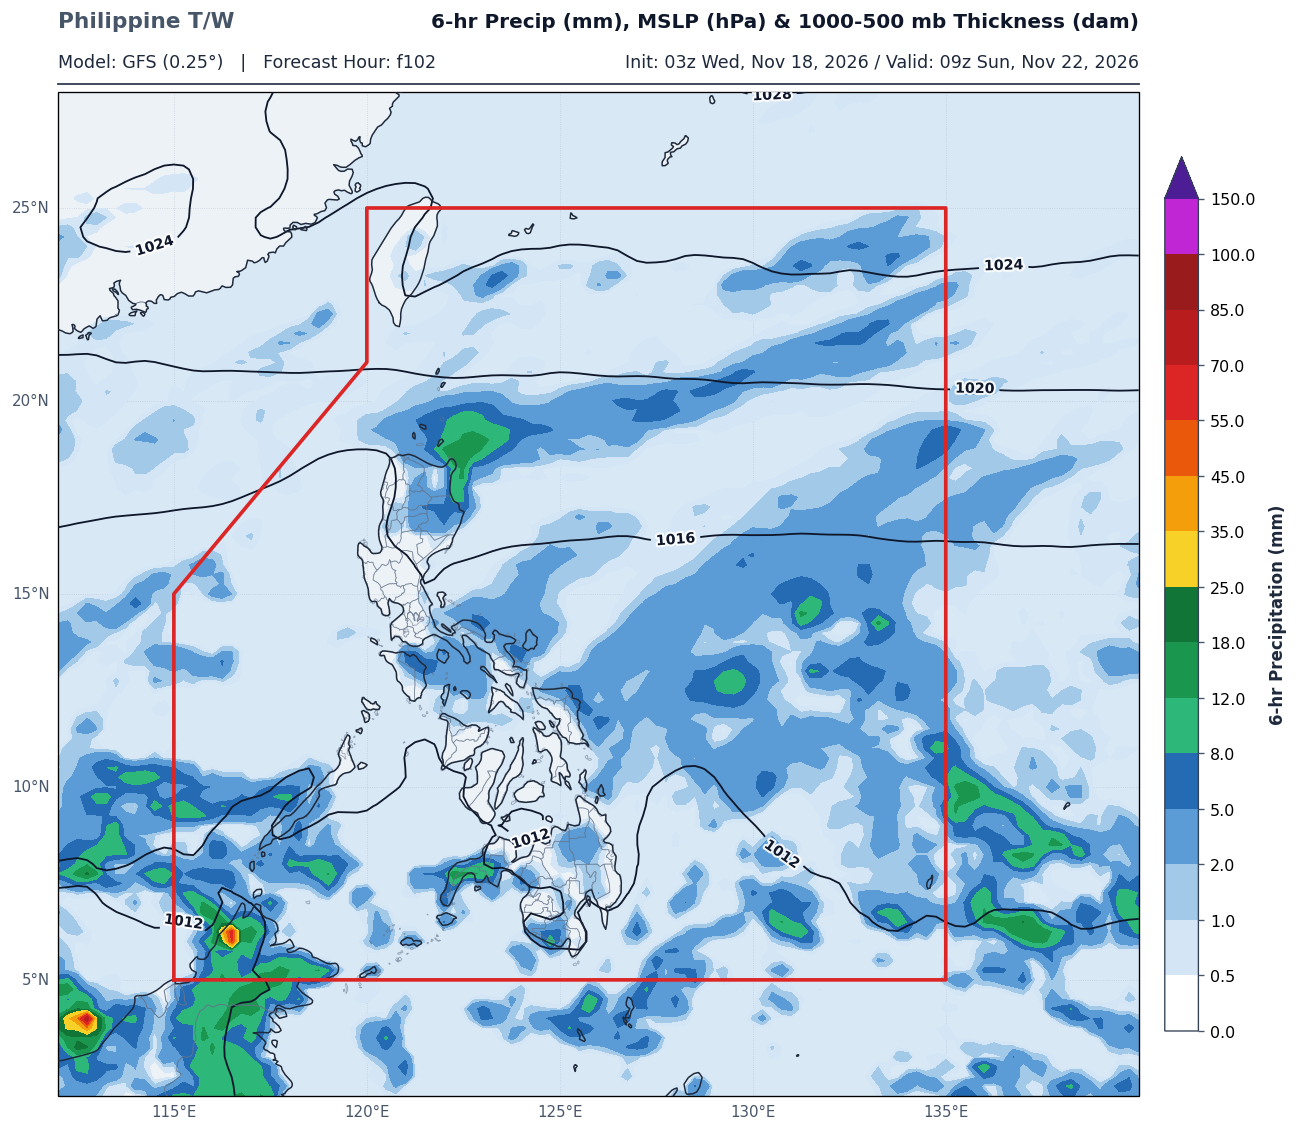 Philippine T/W
6-hr Precip (mm), MSLP (hPa) & 1000-500 mb Thickness (dam)
Model: GFS (0.25°) | Forecast Hour: f102
Init: 03z Wed, Nov 18, 2026 / Valid: 09z Sun, Nov 22, 2026
1028
1024
1024
1020
1016
1012
1012
1012
25°N
20°N
15°N
10°N
5°N
115°E
120°E
125°E
130°E
135°E
150.0
100.0
85.0
70.0
55.0
45.0
35.0
25.0
18.0
12.0
8.0
5.0
2.0
1.0
0.5
0.0
6-hr Precipitation (mm)